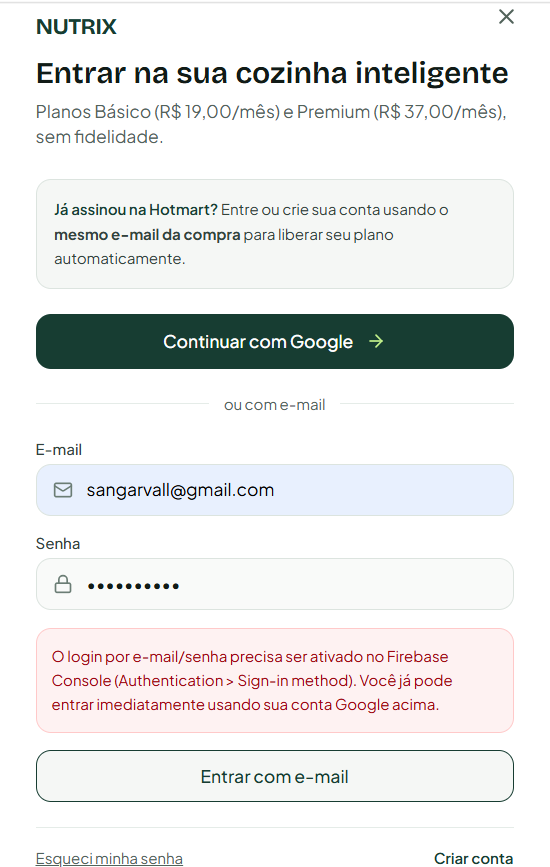 NUTRIX
Entrar na sua cozinha inteligente
Planos Básico (R$ 19,00/mês) e Premium (R$ 37,00/mês),
sem fidelidade.
Já assinou na Hotmart? Entre ou crie sua conta usando o
mesmo e-mail da compra para liberar seu plano
automaticamente.
Continuar com Google →
ou com e-mail
E-mail
sangarvall@gmail.com
Senha
••••••••••
O login por e-mail/senha precisa ser ativado no Firebase
Console (Authentication > Sign-in method). Você já pode
entrar imediatamente usando sua conta Google acima.
Entrar com e-mail
Esqueci minha senha
Criar conta